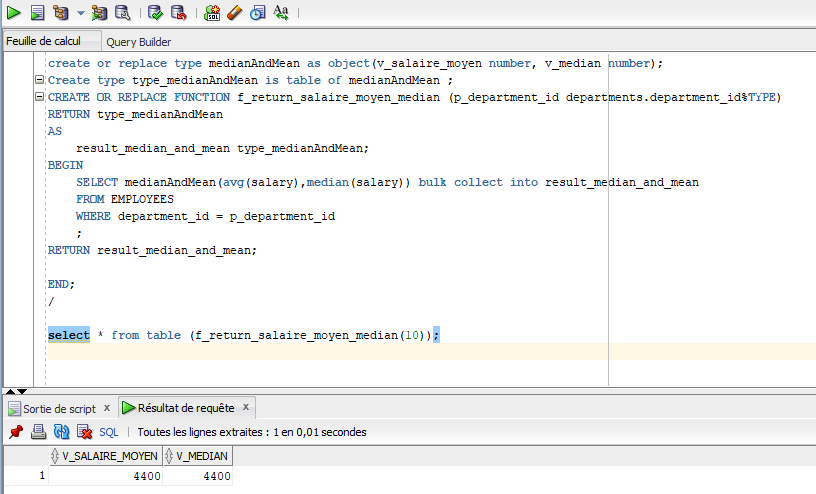 SQL
Aa
Feuille de calcul Query Builder
create or replace type medianAndMean as object(v_salaire_moyen number, v_median number);
Create type type_medianAndMean is table of medianAndMean ;
CREATE OR REPLACE FUNCTION f_return_salaire_moyen_median (p_department_id departments.department_id%TYPE)
RETURN type_medianAndMean
AS
result_median_and_mean type_medianAndMean;
BEGIN
SELECT medianAndMean(avg(salary),median(salary)) bulk collect into result_median_and_mean
FROM EMPLOYEES
WHERE department_id = p_department_id
;
RETURN result_median_and_mean;
END;
/
select * from table (f_return_salaire_moyen_median(10));
Sortie de script x Résultat de requête x
SQL | Toutes les lignes extraites : 1 en 0,01 secondes
V_SALAIRE_MOYEN V_MEDIAN
1 4400 4400